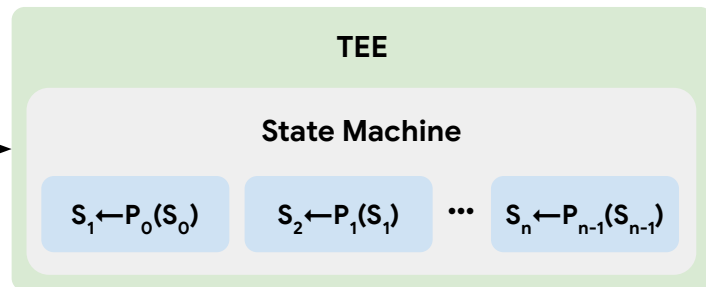 TEE
State Machine
S₁←P₀(S₀) S₂←P₁(S₁) ••• Sₙ←Pₙ₋₁(Sₙ₋₁)